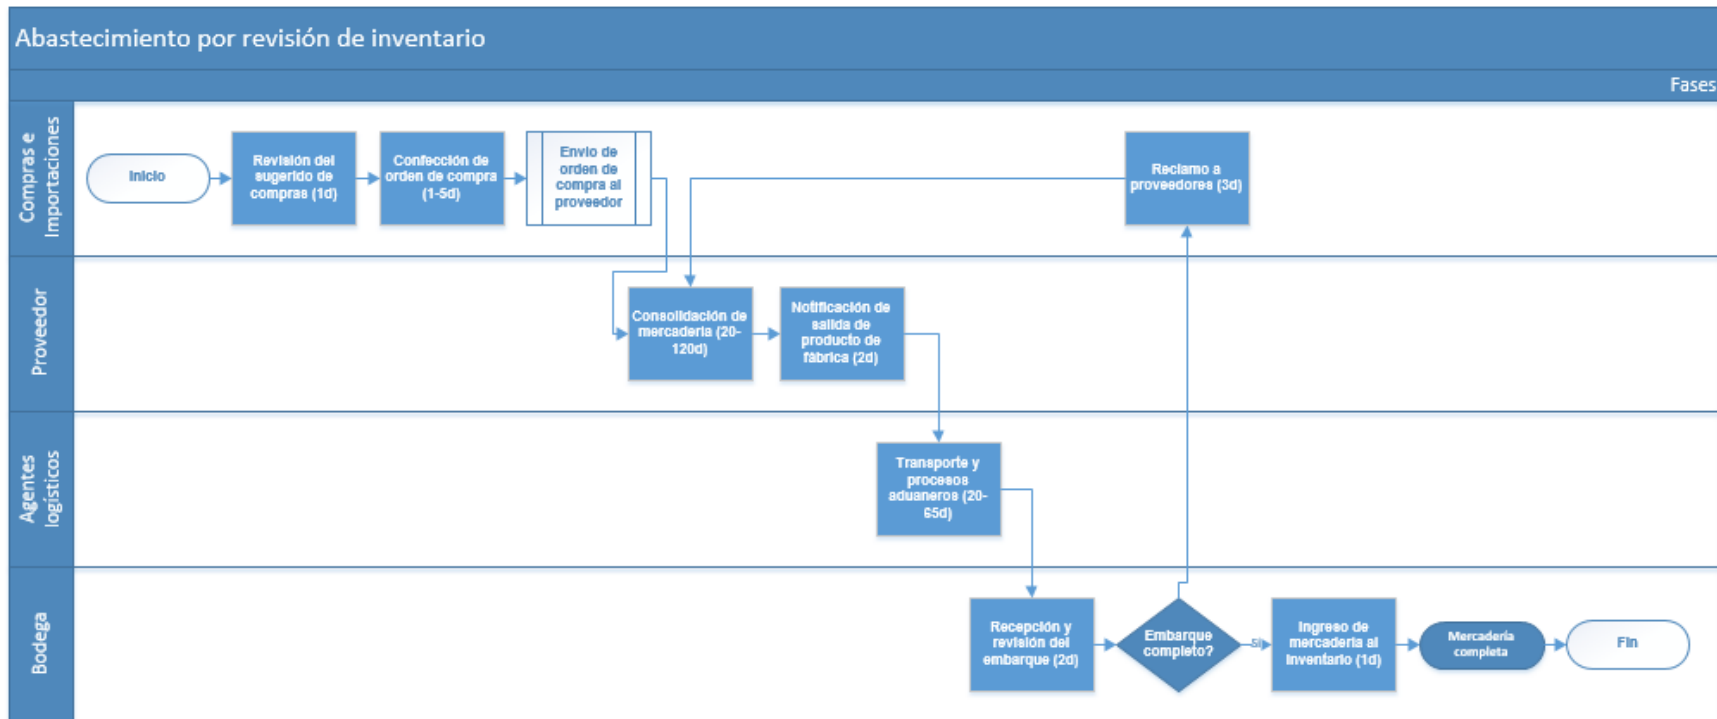 Abastecimiento por revisión de inventario
Fases
Compras e
Importaciones
Inicio
Revisión del
sugerido de
compras (1d)
Confección de
orden de compra
(1-5d)
Envío de
orden de
compra al
proveedor
Reclamo a
proveedores (3d)
Proveedor
Consolidación de
mercadería (20-
120d)
Notificación de
salida de
producto de
fábrica (2d)
Agentes
logísticos
Transporte y
procesos
aduaneros (20-
65d)
Bodega
Recepción y
revisión del
embarque (2d)
Embarque
completo?
Sí
Ingreso de
mercadería al
inventario (1d)
Mercadería
completa
Fin